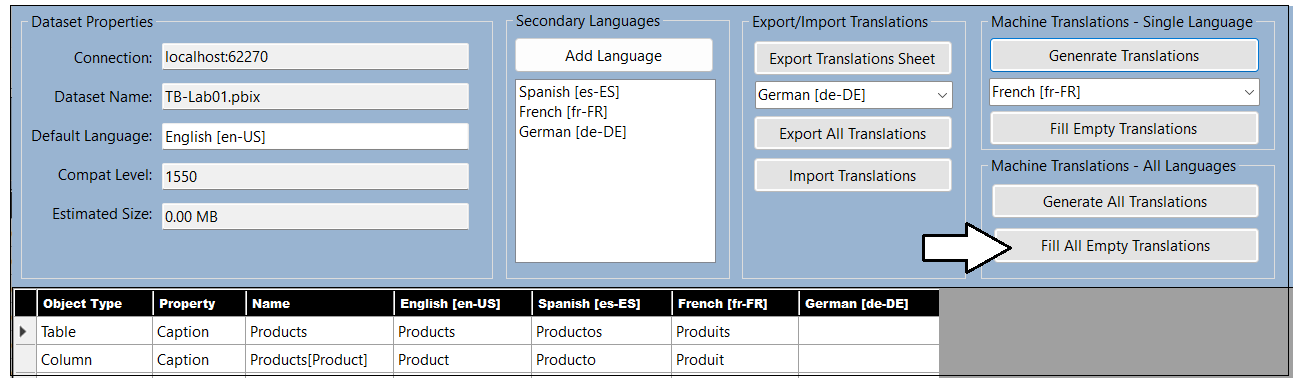 Dataset Properties
Connection: localhost:62270
Dataset Name: TB-Lab01.pbix
Default Language: English [en-US]
Compat Level: 1550
Estimated Size: 0.00 MB
Secondary Languages
Add Language
Spanish [es-ES]
French [fr-FR]
German [de-DE]
Export/Import Translations
Export Translations Sheet
German [de-DE]
Export All Translations
Import Translations
Machine Translations - Single Language
Genenrate Translations
French [fr-FR]
Fill Empty Translations
Machine Translations - All Languages
Generate All Translations
Fill All Empty Translations
Object Type Property Name English [en-US] Spanish [es-ES] French [fr-FR] German [de-DE]
Table Caption Products Products Productos Produits
Column Caption Products[Product] Product Producto Produit